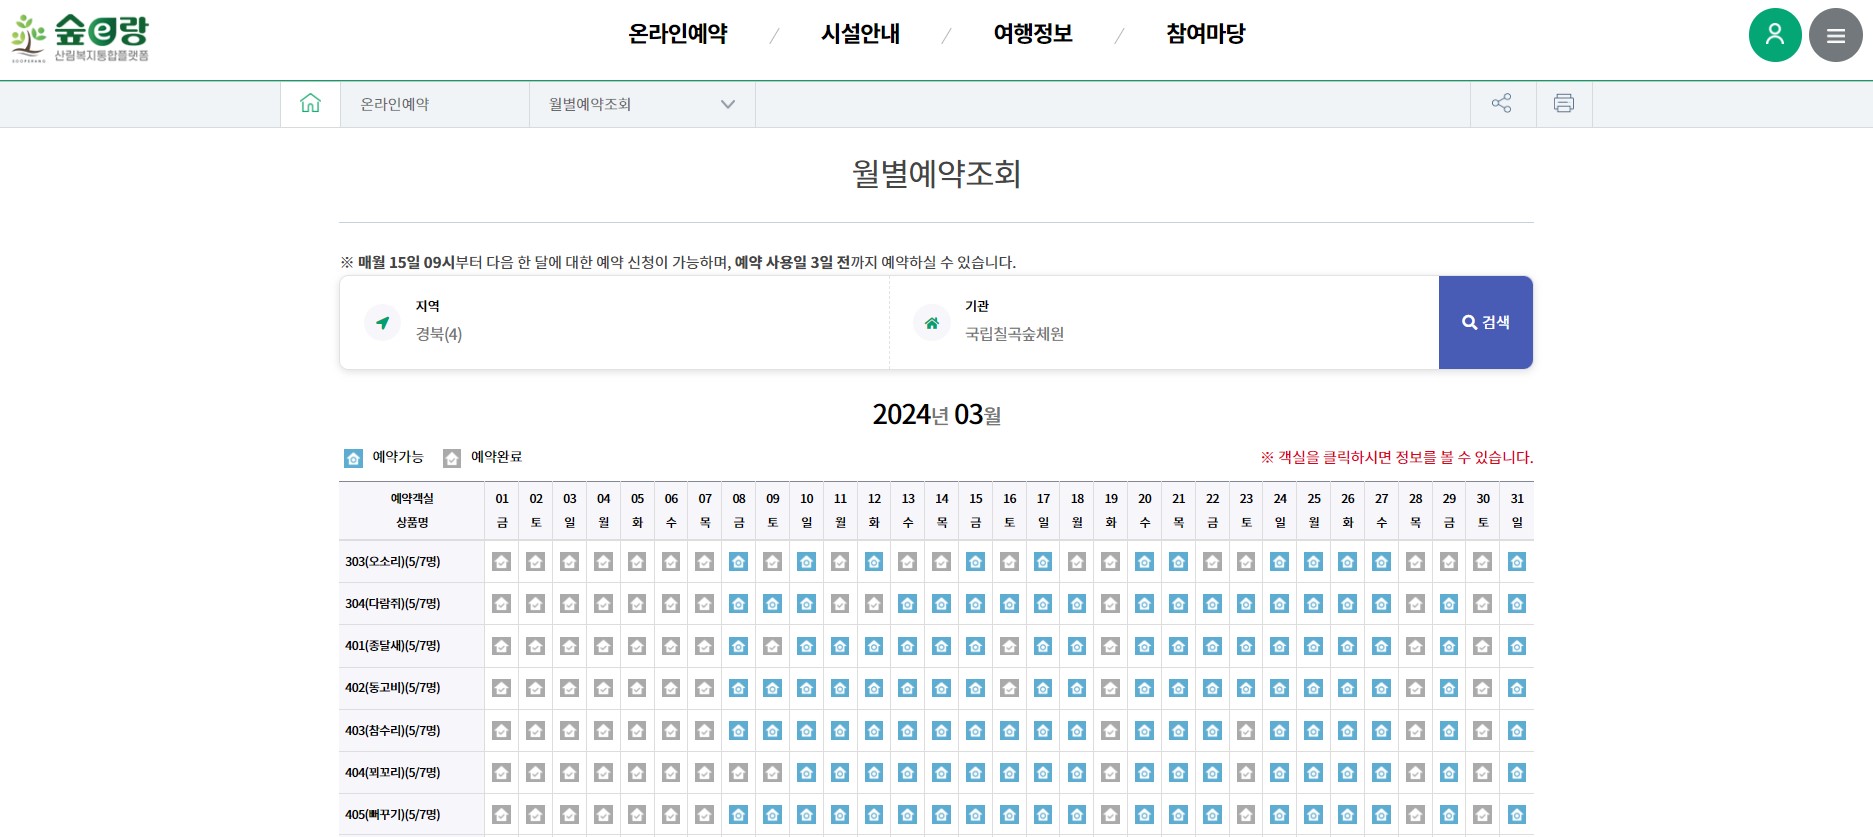 숲e랑
산림복지통합플랫폼
SOOPERANG
온라인예약 / 시설안내 / 여행정보 / 참여마당
온라인예약 월별예약조회
월별예약조회
※ 매월 15일 09시부터 다음 한 달에 대한 예약 신청이 가능하며, 예약 사용일 3일 전까지 예약하실 수 있습니다.
지역
경북(4)
기관
국립칠곡숲체원
검색
2024년 03월
예약가능 예약완료
※ 객실을 클릭하시면 정보를 볼 수 있습니다.
예약객실 01 02 03 04 05 06 07 08 09 10 11 12 13 14 15 16 17 18 19 20 21 22 23 24 25 26 27 28 29 30 31
상품명 금 토 일 월 화 수 목 금 토 일 월 화 수 목 금 토 일 월 화 수 목 금 토 일 월 화 수 목 금 토 일
303(오소리)(5/7명)
304(다람쥐)(5/7명)
401(종달새)(5/7명)
402(동고비)(5/7명)
403(참수리)(5/7명)
404(꾀꼬리)(5/7명)
405(뻐꾸기)(5/7명)